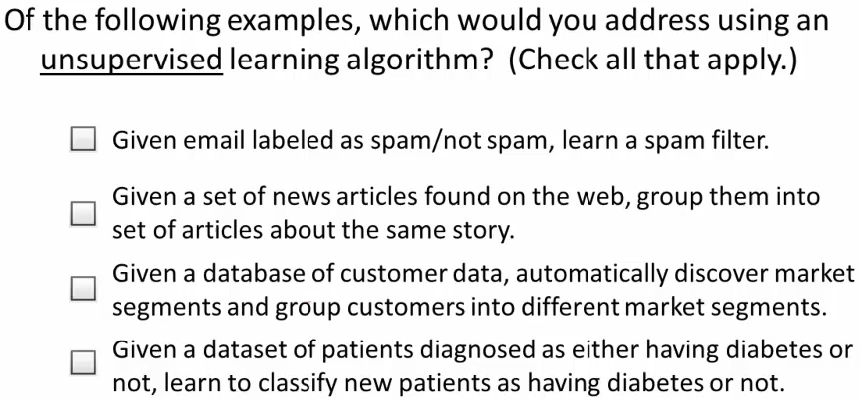 Of the following examples, which would you address using an
unsupervised learning algorithm? (Check all that apply.)
Given email labeled as spam/not spam, learn a spam filter.
Given a set of news articles found on the web, group them into
set of articles about the same story.
Given a database of customer data, automatically discover market
segments and group customers into different market segments.
Given a dataset of patients diagnosed as either having diabetes or
not, learn to classify new patients as having diabetes or not.